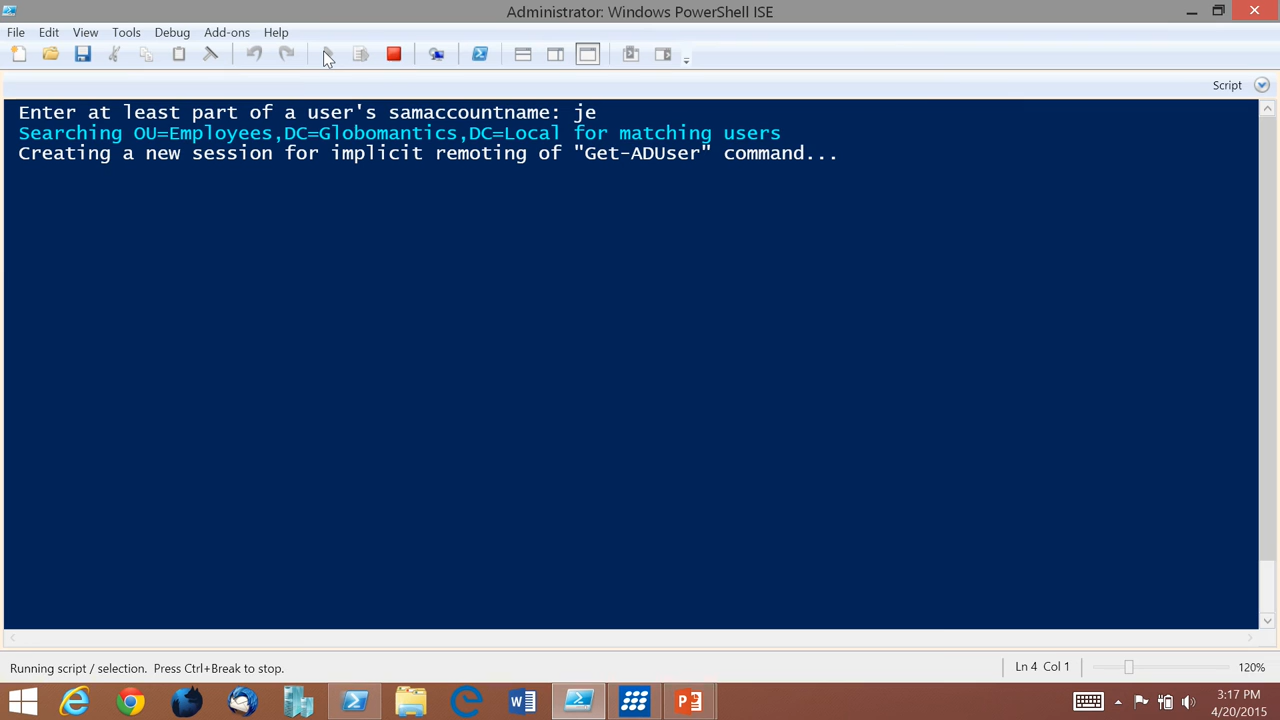 Administrator: Windows PowerShell ISE
File Edit View Tools Debug Add-ons Help
Script
Enter at least part of a user's samaccountname: je
Searching OU=Employees,DC=Globomantics,DC=Local for matching users
Creating a new session for implicit remoting of "Get-ADUser" command...
Running script / selection. Press Ctrl+Break to stop.
Ln 4 Col 1
120%
3:17 PM
4/20/2015